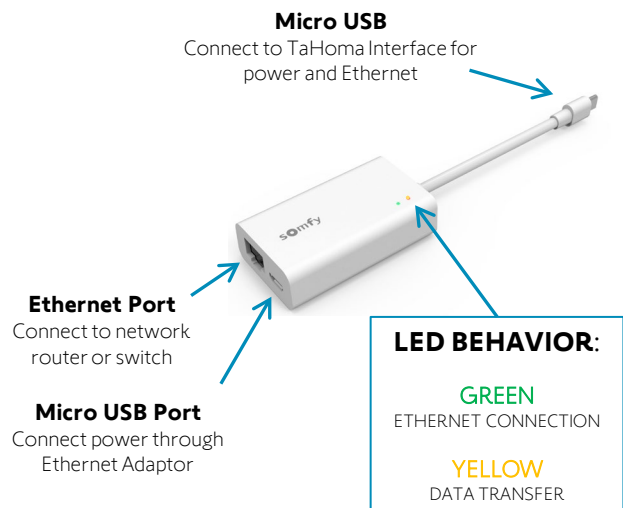 Micro USB
Connect to TaHoma Interface for
power and Ethernet
somfy
Ethernet Port
Connect to network
router or switch
Micro USB Port
Connect power through
Ethernet Adaptor
LED BEHAVIOR:
GREEN
ETHERNET CONNECTION
YELLOW
DATA TRANSFER